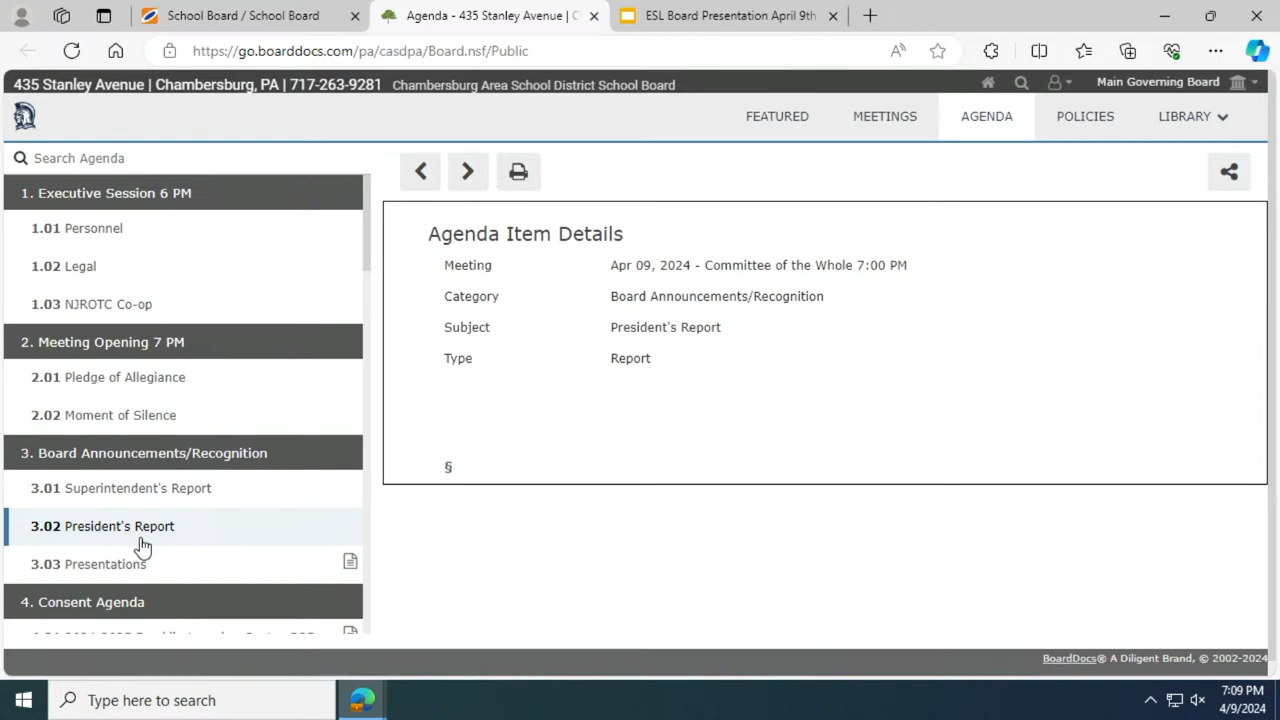 School Board / School Board
Agenda - 435 Stanley Avenue | C
ESL Board Presentation April 9th
https://go.boarddocs.com/pa/casdpa/Board.nsf/Public
435 Stanley Avenue | Chambersburg, PA | 717-263-9281 Chambersburg Area School District School Board
Main Governing Board
FEATURED MEETINGS AGENDA POLICIES LIBRARY
Search Agenda
1. Executive Session 6 PM
1.01 Personnel
1.02 Legal
1.03 NJROTC Co-op
2. Meeting Opening 7 PM
2.01 Pledge of Allegiance
2.02 Moment of Silence
3. Board Announcements/Recognition
3.01 Superintendent's Report
3.02 President's Report
3.03 Presentations
4. Consent Agenda
Agenda Item Details
Meeting Apr 09, 2024 - Committee of the Whole 7:00 PM
Category Board Announcements/Recognition
Subject President's Report
Type Report
§
BoardDocs® A Diligent Brand, © 2002-2024
Type here to search
7:09 PM
4/9/2024